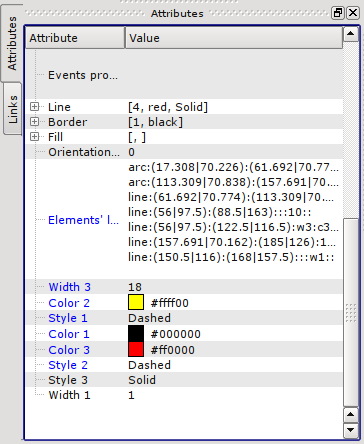 Attributes
Attributes
Links
Attribute Value
Events pro...
Line [4, red, Solid]
Border [1, black]
Fill [, ]
Orientation... 0
Elements' l...
arc:(17.308|70.226):(61.692|70.77...
arc:(113.309|70.838):(157.691|70....
line:(61.692|70.774):(113.309|70....
line:(56|97.5):(88.5|163):::10::
line:(56|97.5):(122.5|116.5):w3:c3...
line:(157.691|70.162):(185|126):1...
line:(150.5|116):(168|157.5):::w1::
Width 3 18
Color 2 #ffff00
Style 1 Dashed
Color 1 #000000
Color 3 #ff0000
Style 2 Dashed
Style 3 Solid
Width 1 1